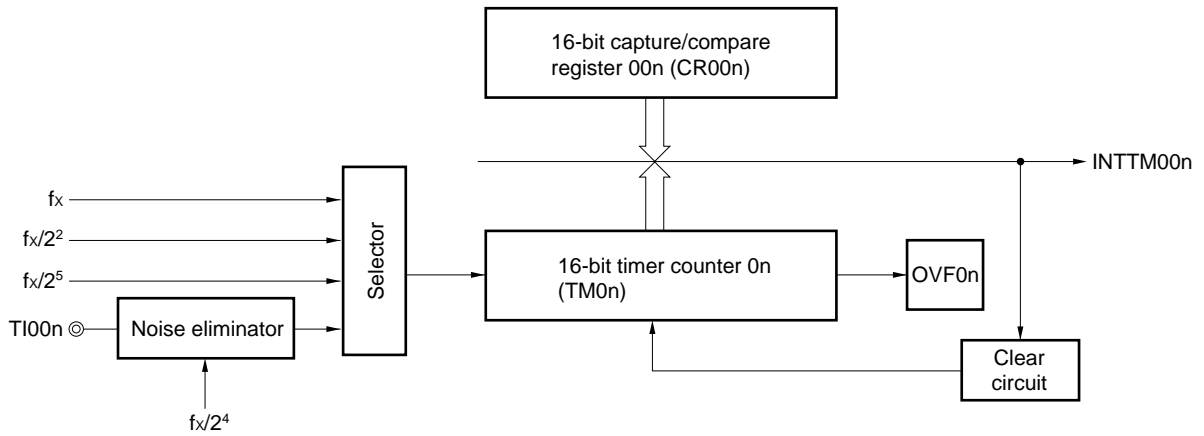 16-bit capture/compare
register 00n (CR00n)
INTTM00n
fx
fx/2²
fx/2⁵
TI00n
Noise eliminator
fx/2⁴
Selector
16-bit timer counter 0n
(TM0n)
OVF0n
Clear
circuit